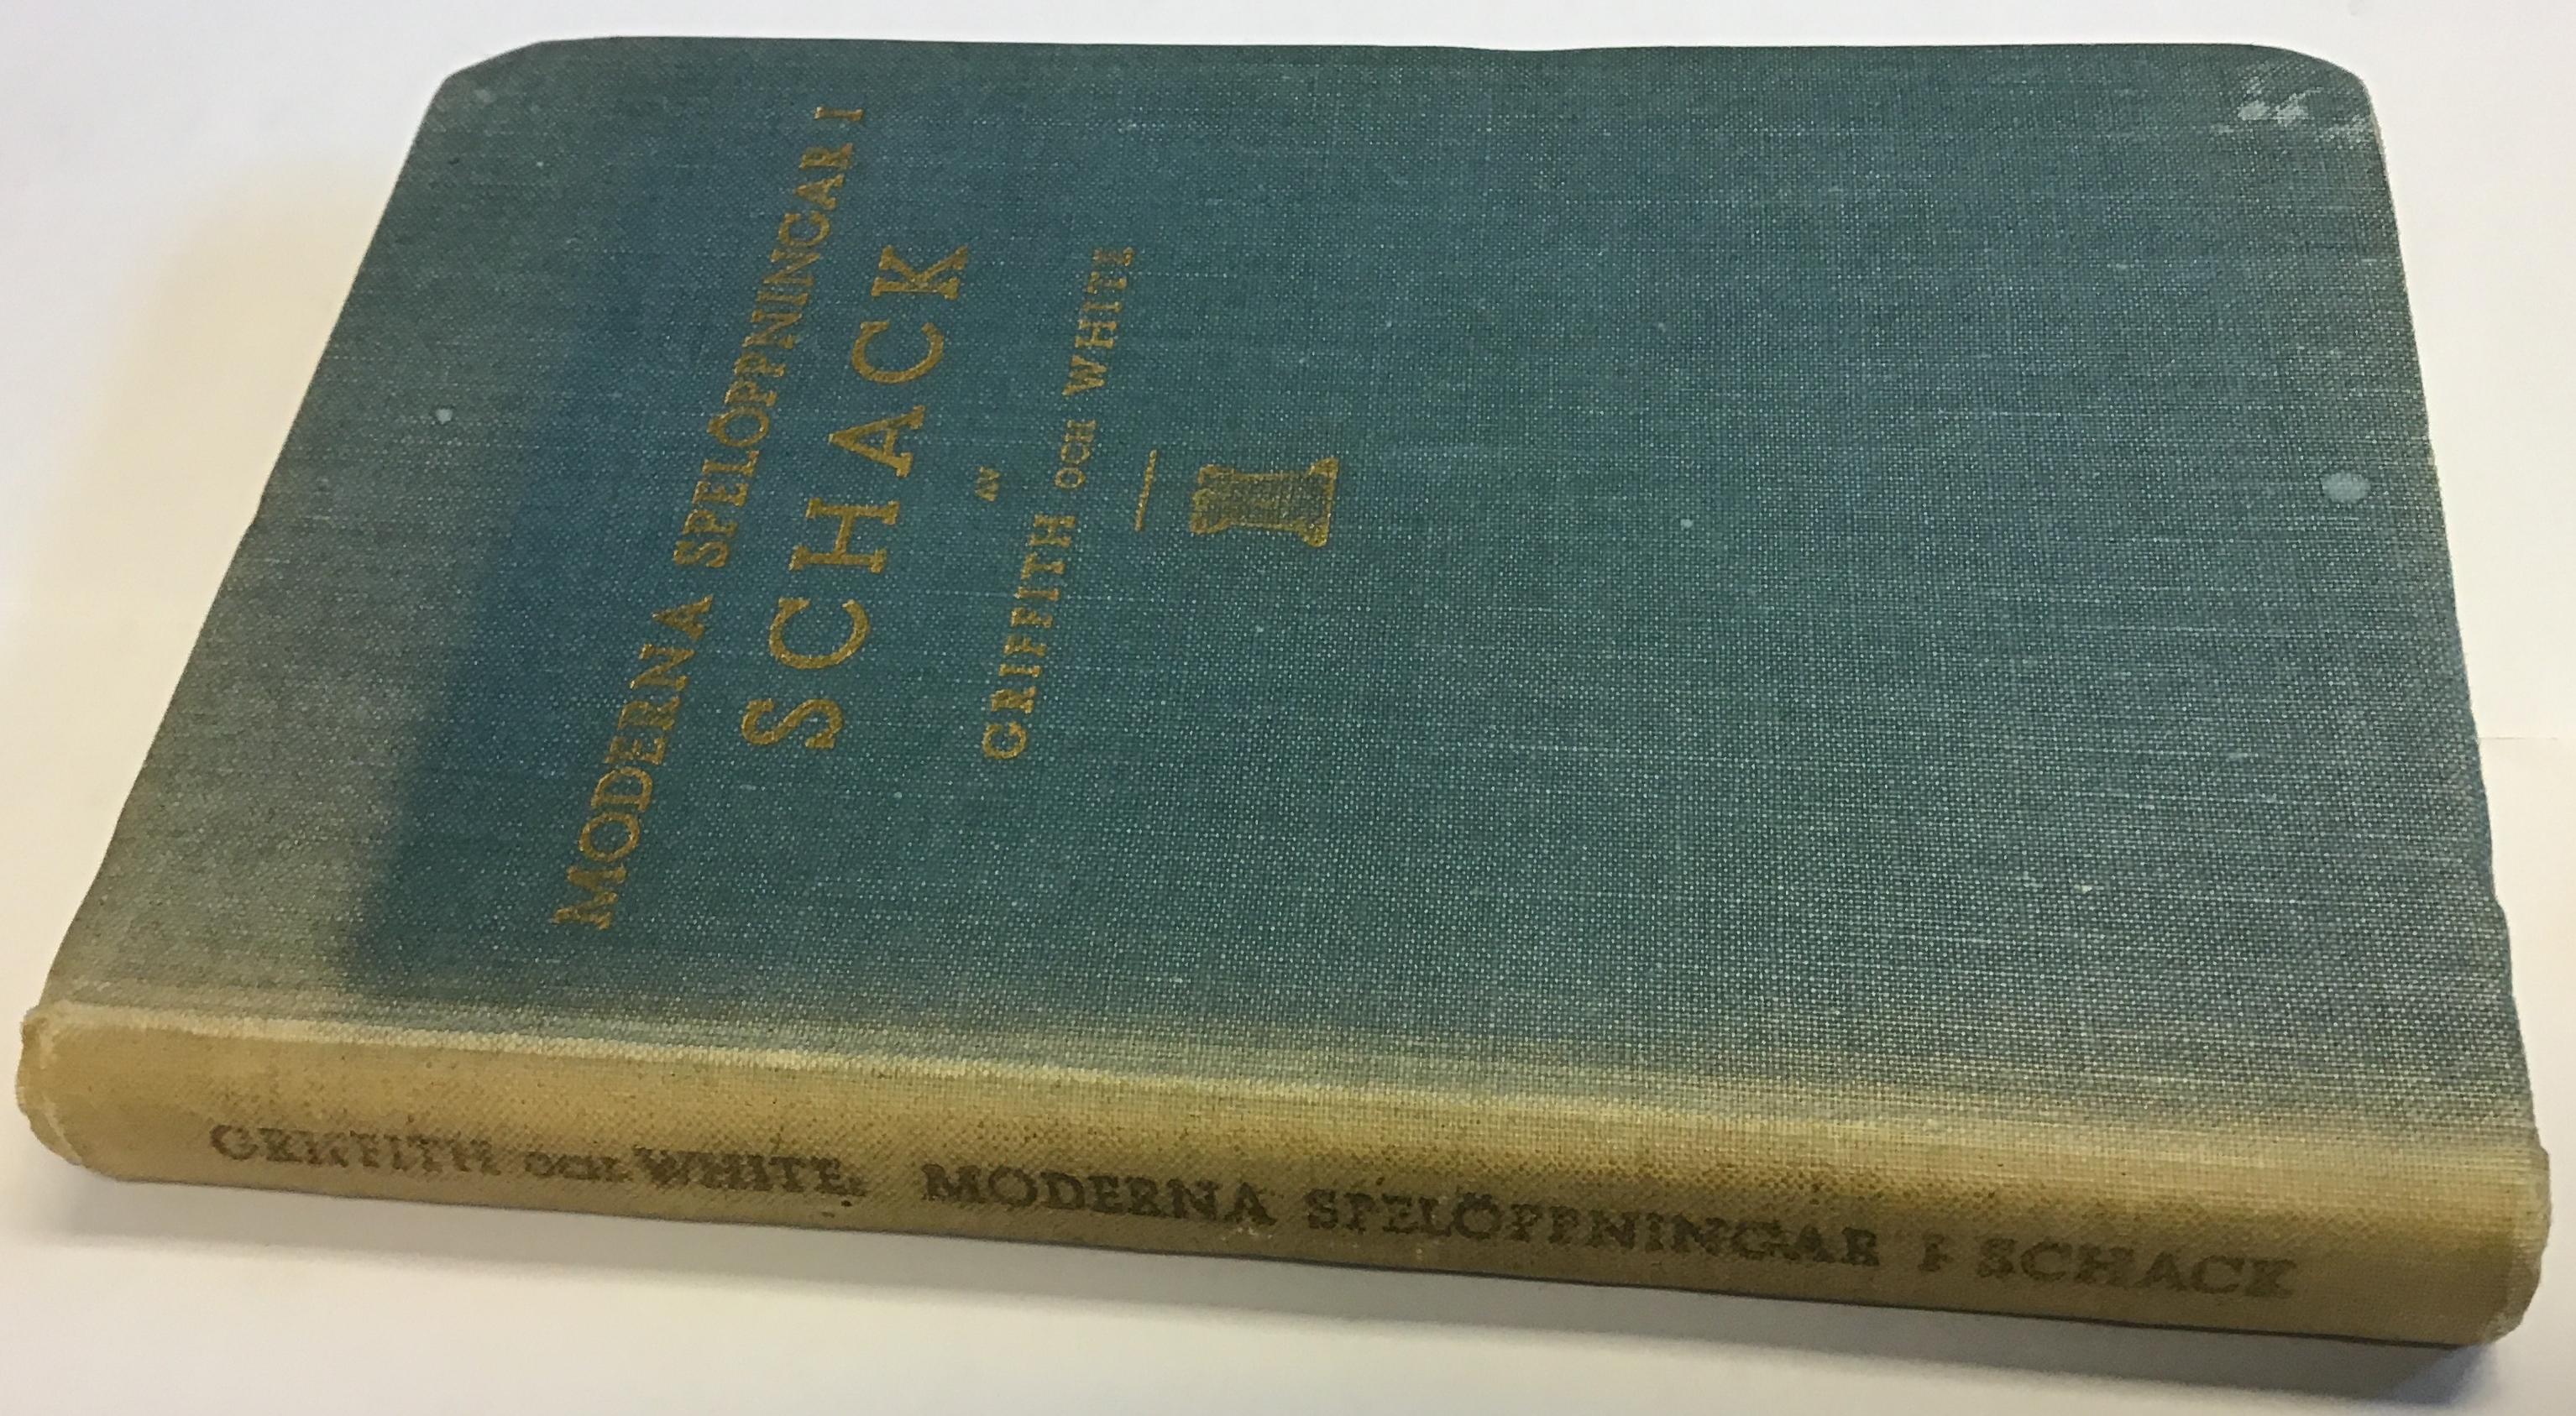 MODERNA SPELÖPPNINGAR I
SCHACK
AV
GRIFFITH OCH WHITE
GRIFFITH OCH WHITE: MODERNA SPELÖPPNINGAR I SCHACK